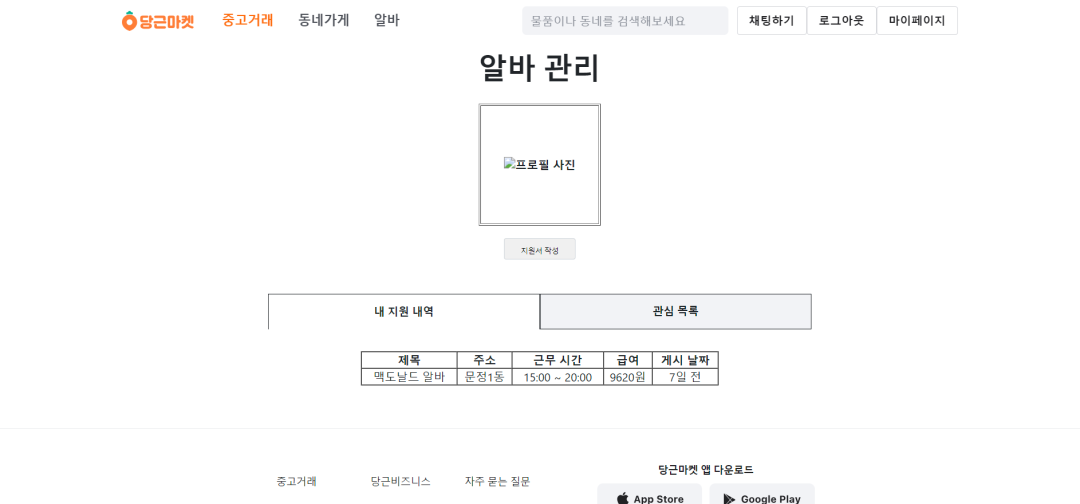 당근마켓 중고거래 동네가게 알바 물품이나 동네를 검색해보세요 채팅하기 로그아웃 마이페이지
알바 관리
프로필 사진
지원서 작성
내 지원 내역 관심 목록
제목 주소 근무 시간 급여 게시 날짜
맥도날드 알바 문정1동 15:00 ~ 20:00 9620원 7일 전
당근마켓 앱 다운로드
중고거래 당근비즈니스 자주 묻는 질문
App Store Google Play